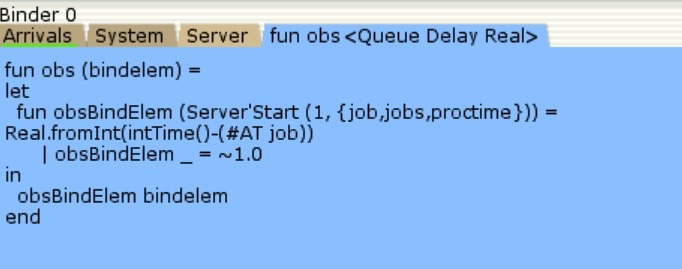 Binder 0
Arrivals System Server fun obs <Queue Delay Real>
fun obs (bindelem) =
let
fun obsBindElem (Server'Start (1, {job,jobs,proctime})) =
Real.fromInt(intTime()-(#AT job))
| obsBindElem _ = ~1.0
in
obsBindElem bindelem
end